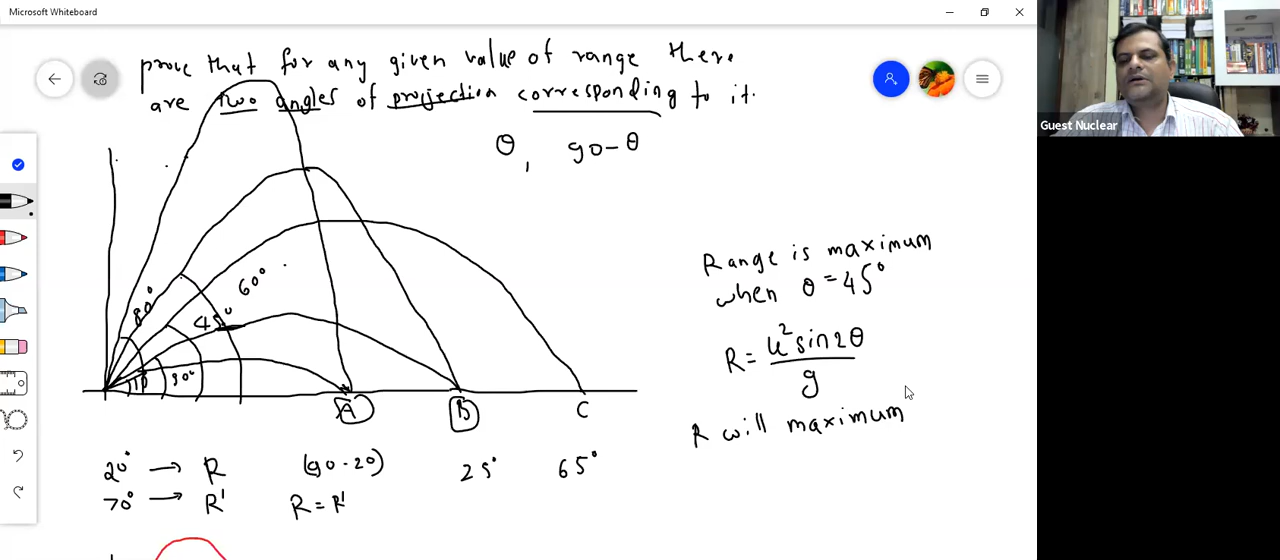 Microsoft Whiteboard
prove that for any given value of range there
are two angles of projection corresponding to it.
θ, 90-θ
Guest Nuclear
80°
60°
45°
10
30°
A
B
C
Range is maximum
when θ = 45°
R = u² sin2θ
g
R will maximum
20° → R (90-20) 25° 65°
70° → R' R = R'